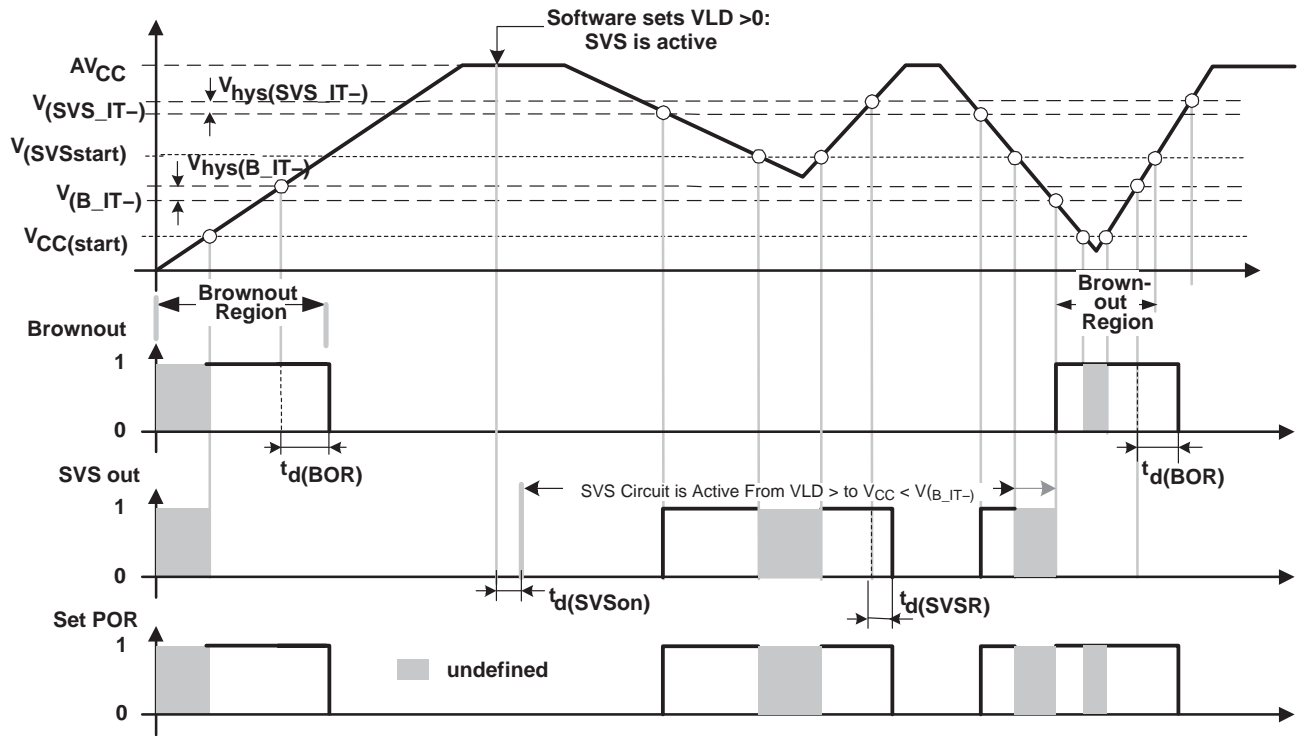 Software sets VLD >0:
SVS is active
AVCC
Vhys(SVS_IT–)
V(SVS_IT–)
V(SVSstart)
Vhys(B_IT–)
V(B_IT–)
VCC(start)
Brownout
Region
Brown-
out
Region
Brownout
1
0
td(BOR)
td(BOR)
SVS out
SVS Circuit is Active From VLD > to VCC < V(B_IT–)
1
0
td(SVSon)
td(SVSR)
Set POR
1
undefined
0